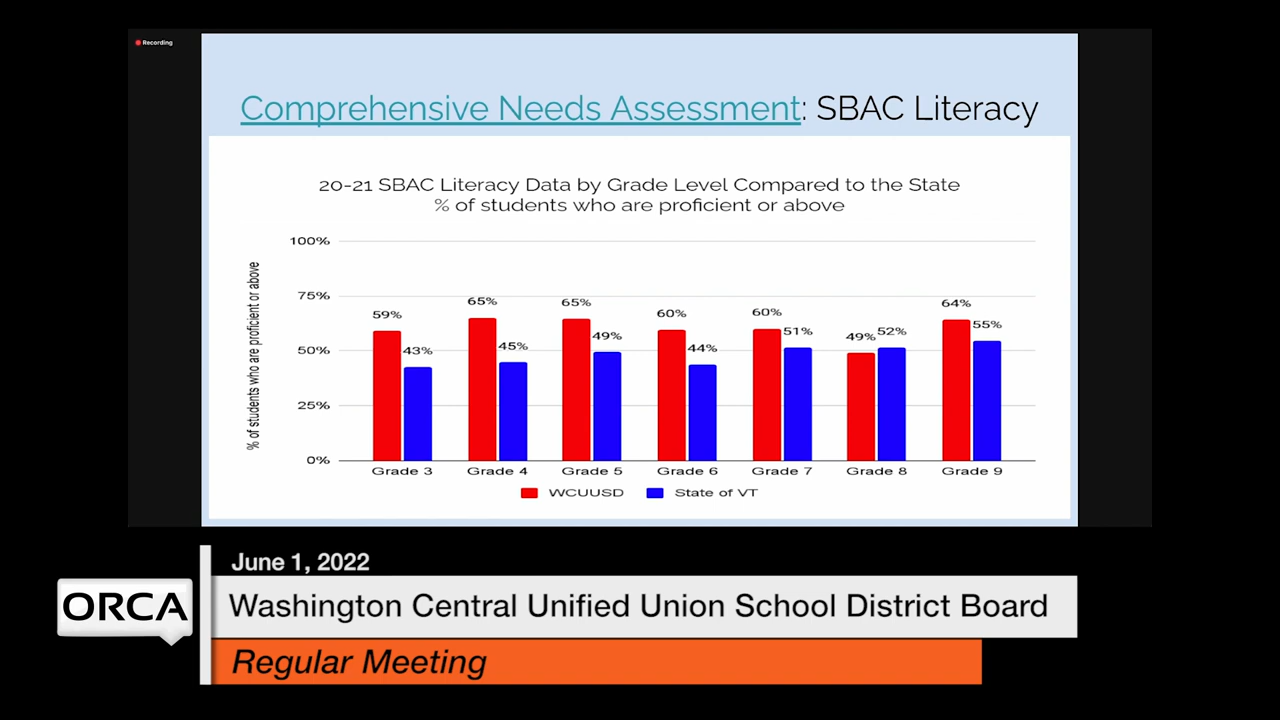 Recording
Comprehensive Needs Assessment: SBAC Literacy
20-21 SBAC Literacy Data by Grade Level Compared to the State
% of students who are proficient or above
% of students who are proficient or above
100%
75%
50%
25%
0%
59% 43% 65% 45% 65% 49% 60% 44% 60% 51% 49% 52% 64% 55%
Grade 3 Grade 4 Grade 5 Grade 6 Grade 7 Grade 8 Grade 9
WCUUSD State of VT
June 1, 2022
ORCA
Washington Central Unified Union School District Board
Regular Meeting